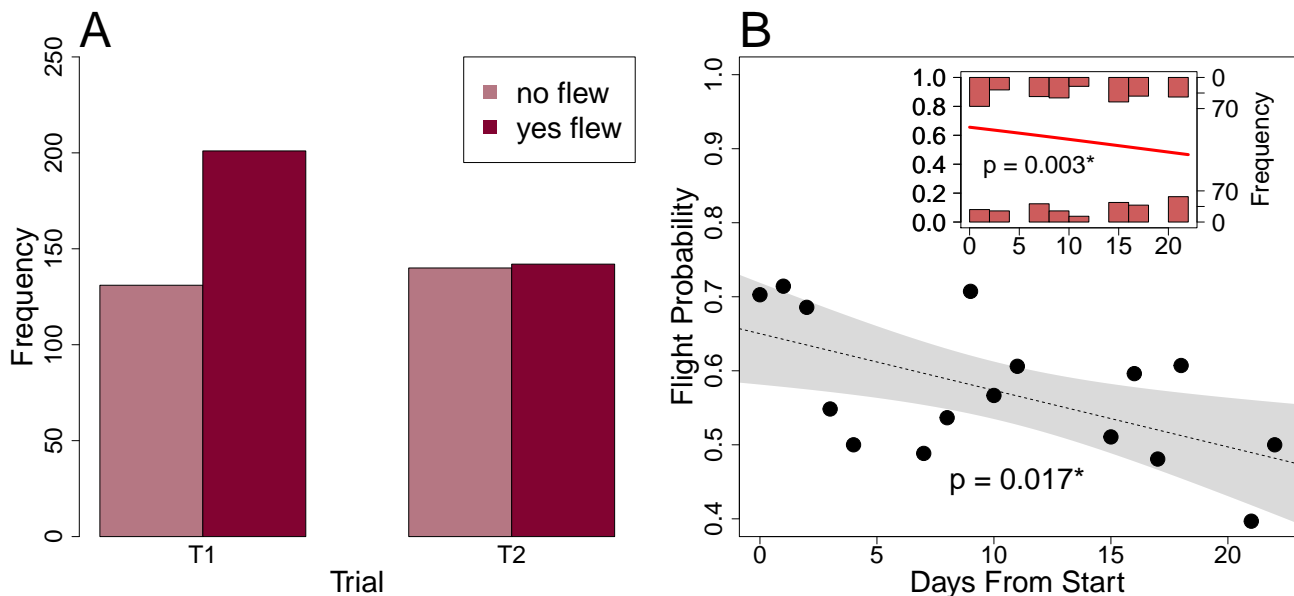 A
250
200
150
100
50
0
Frequency
no flew
yes flew
T1
T2
Trial
B
1.0
0.9
0.8
0.7
0.6
0.5
0.4
Flight Probability
p = 0.017*
0
5
10
15
20
Days From Start
1.0
0.8
0.6
0.4
0.2
0.0
p = 0.003*
0
70
70
0
Frequency
0
5
10
15
20